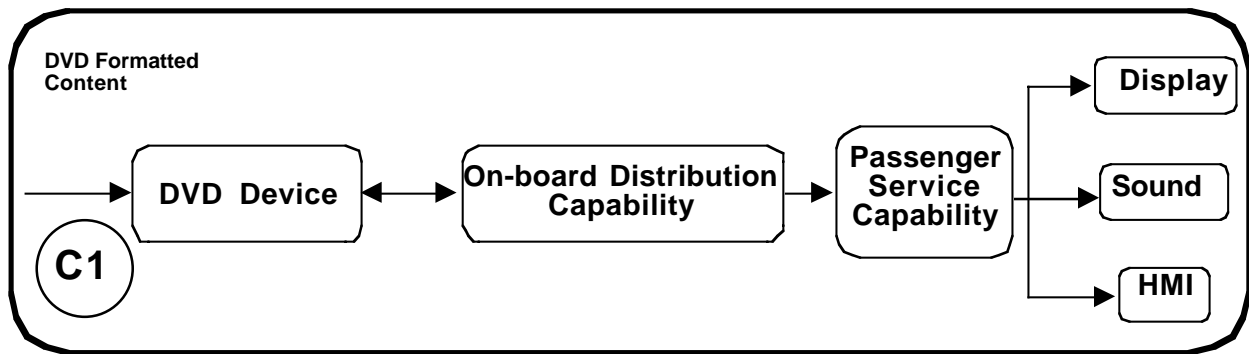 DVD Formatted
Content
C1
DVD Device
On-board Distribution
Capability
Passenger
Service
Capability
Display
Sound
HMI